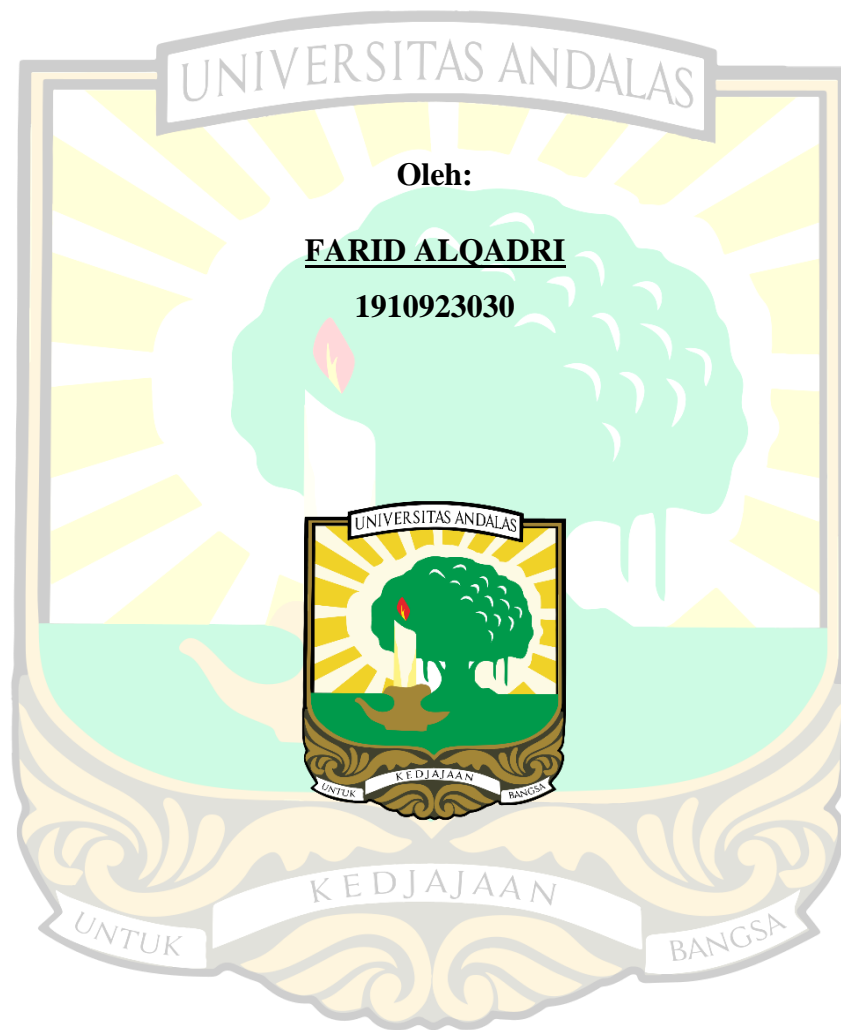 UNIVERSITAS ANDALAS
Oleh:
FARID ALQADRI
1910923030
UNIVERSITAS ANDALAS
UNTUK KEDJAJAAN BANGSA
UNTUK KEDJAJAAN BANGSA